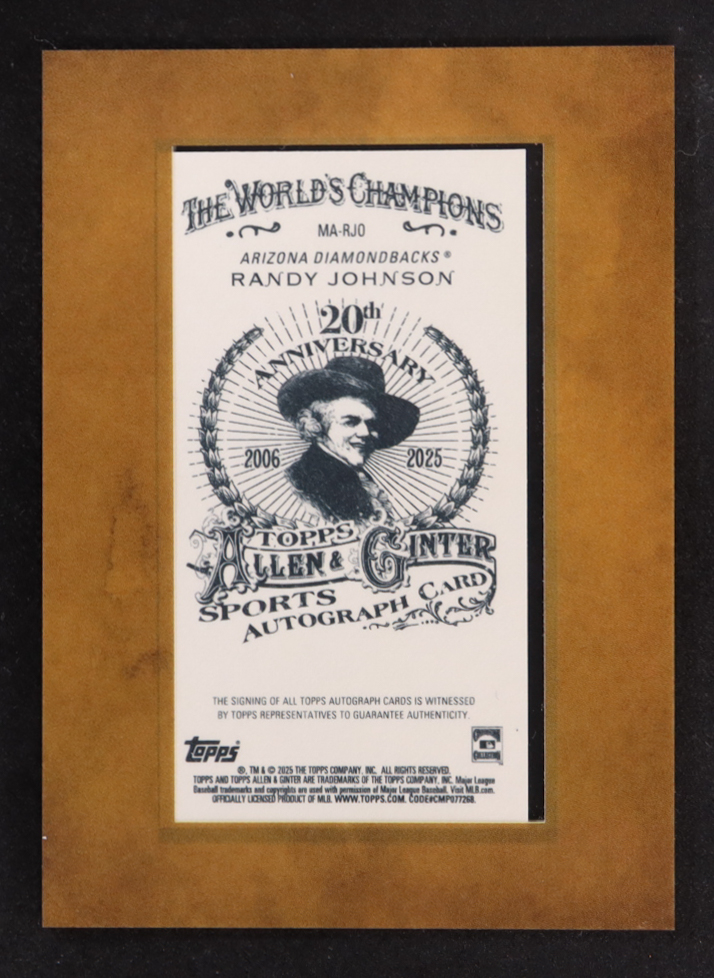 THE WORLD'S CHAMPIONS
MA-RJO
ARIZONA DIAMONDBACKS®
RANDY JOHNSON
20th
ANNIVERSARY
2006 2025
TOPPS
ALLEN & GINTER
SPORTS
AUTOGRAPH CARD
THE SIGNING OF ALL TOPPS AUTOGRAPH CARDS IS WITNESSED
BY TOPPS REPRESENTATIVES TO GUARANTEE AUTHENTICITY.
topps®
®, TM & © 2025 THE TOPPS COMPANY, INC. ALL RIGHTS RESERVED.
TOPPS AND TOPPS ALLEN & GINTER ARE TRADEMARKS OF THE TOPPS COMPANY, INC. Major League
Baseball trademarks and copyrights are used with permission of Major League Baseball. Visit MLB.com.
OFFICIALLY LICENSED PRODUCT OF MLB. WWW.TOPPS.COM. CODE#CMP077268.